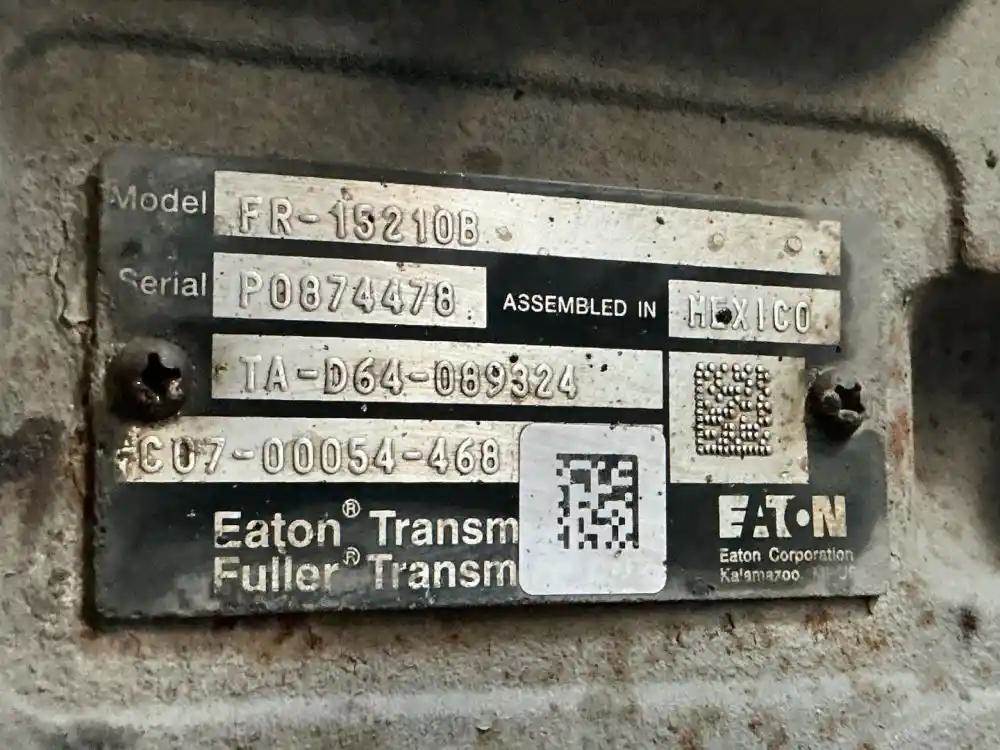 Model FR-15210B
Serial P0874478 ASSEMBLED IN MEXICO
TA-D64-089324
C07-00054-468
Eaton® Transm
Fuller® Transm
EATON
Eaton Corporation
Kalamazoo,